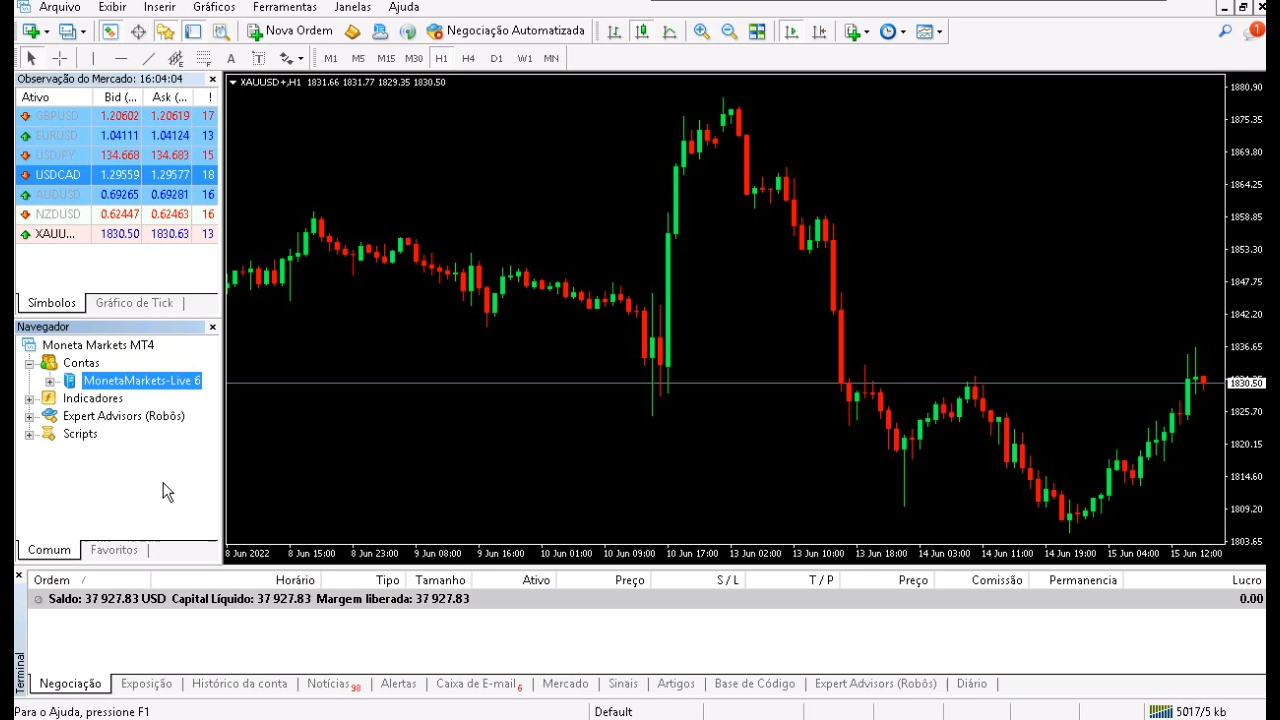 Arquivo Exibir Inserir Gráficos Ferramentas Janelas Ajuda
Nova Ordem Negociação Automatizada 1
A T M1 M5 M15 M30 H1 H4 D1 W1 MN
Observação do Mercado: 16:04:04
Ativo Bid (... Ask (... !
GBPUSD 1.20602 1.20619 17
EURUSD 1.04111 1.04124 13
USDJPY 134.668 134.683 15
USDCAD 1.29559 1.29577 18
AUDUSD 0.69265 0.69281 16
NZDUSD 0.62447 0.62463 16
XAUU... 1830.50 1830.63 13
Símbolos Gráfico de Tick
Navegador
Moneta Markets MT4
Contas
MonetaMarkets-Live 6
Indicadores
Expert Advisors (Robôs)
Scripts
Comum Favoritos
XAUUSD+,H1 1831.66 1831.77 1829.35 1830.50
1880.90
1875.35
1869.80
1864.25
1858.85
1853.30
1847.75
1842.20
1836.65
1830.50
1825.70
1820.15
1814.60
1809.20
1803.65
8 Jun 2022 8 Jun 15:00 8 Jun 23:00 9 Jun 08:00 9 Jun 16:00 10 Jun 01:00 10 Jun 09:00 10 Jun 17:00 13 Jun 02:00 13 Jun 10:00 13 Jun 18:00 14 Jun 03:00 14 Jun 11:00 14 Jun 19:00 15 Jun 04:00 15 Jun 12:00
Ordem / Horário Tipo Tamanho Ativo Preço S / L T / P Preço Comissão Permanencia Lucro
Saldo: 37 927.83 USD Capital Líquido: 37 927.83 Margem liberada: 37 927.83 0.00
Terminal
Negociação Exposição Histórico da conta Notícias 98 Alertas Caixa de E-mail 6 Mercado Sinais Artigos Base de Código Expert Advisors (Robôs) Diário
Para o Ajuda, pressione F1 Default 5017/5 kb